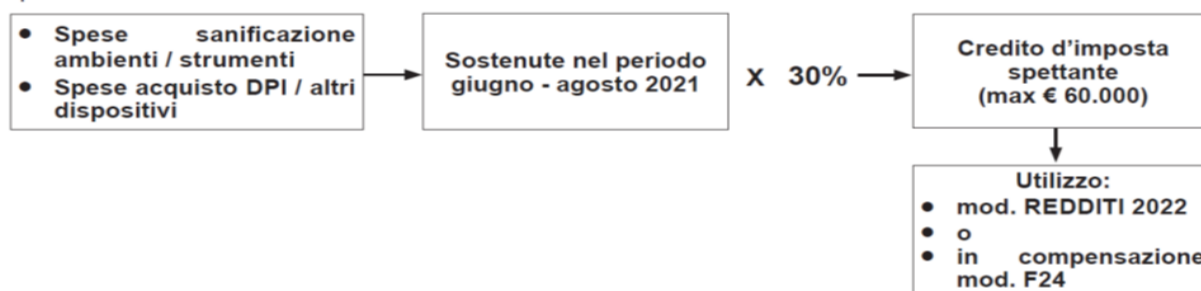 • Spese sanificazione
ambienti / strumenti
• Spese acquisto DPI / altri
dispositivi
Sostenute nel periodo
giugno - agosto 2021
X 30%
Credito d'imposta
spettante
(max € 60.000)
Utilizzo:
• mod. REDDITI 2022
• o
• in compensazione
mod. F24